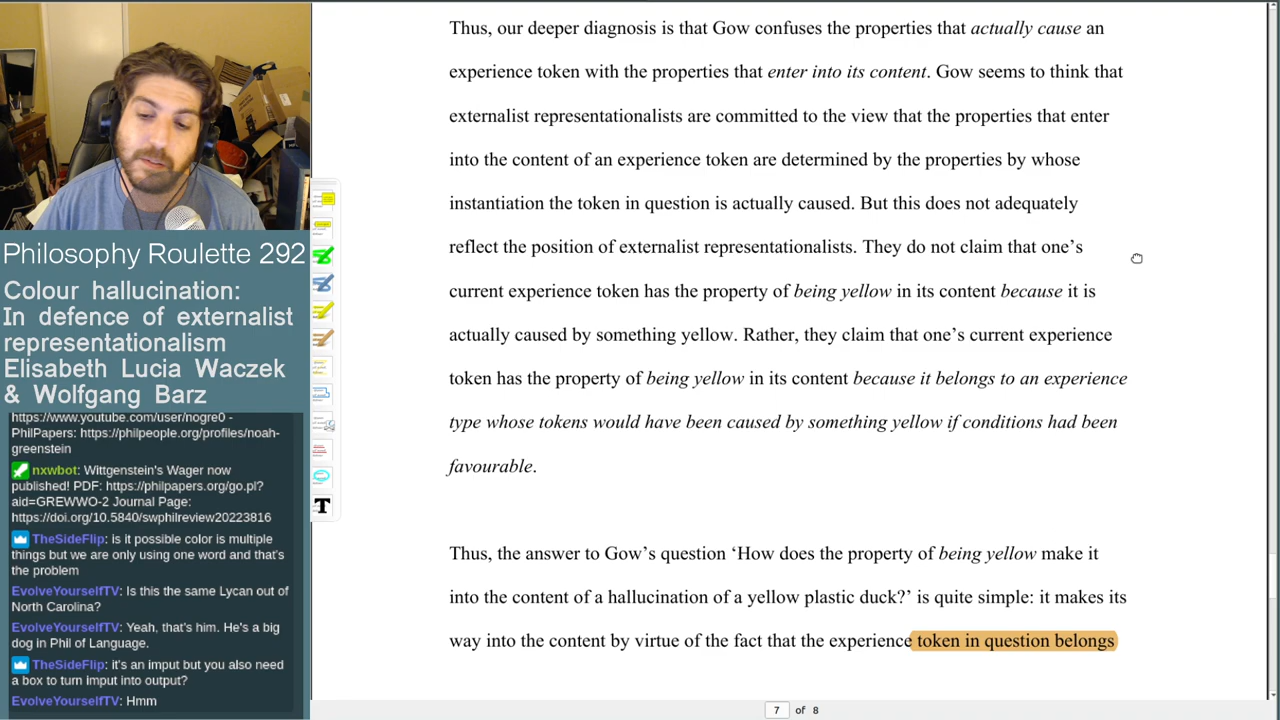 Thus, our deeper diagnosis is that Gow confuses the properties that actually cause an
experience token with the properties that enter into its content. Gow seems to think that
externalist representationalists are committed to the view that the properties that enter
into the content of an experience token are determined by the properties by whose
instantiation the token in question is actually caused. But this does not adequately
reflect the position of externalist representationalists. They do not claim that one's
current experience token has the property of being yellow in its content because it is
actually caused by something yellow. Rather, they claim that one's current experience
token has the property of being yellow in its content because it belongs to an experience
type whose tokens would have been caused by something yellow if conditions had been
favourable.
Thus, the answer to Gow's question ‘How does the property of being yellow make it
into the content of a hallucination of a yellow plastic duck?’ is quite simple: it makes its
way into the content by virtue of the fact that the experience token in question belongs
7 of 8
Philosophy Roulette 292
Colour hallucination:
In defence of externalist
representationalism
Elisabeth Lucia Waczek
& Wolfgang Barz
https://www.youtube.com/user/nogre0 -
PhilPapers: https://philpeople.org/profiles/noah-
greenstein
nxwbot: Wittgenstein's Wager now
published! PDF: https://philpapers.org/go.pl?
aid=GREWWO-2 Journal Page:
https://doi.org/10.5840/swphilreview20223816
TheSideFlip: is it possible color is multiple
things but we are only using one word and that's
the problem
EvolveYourselfTV: Is this the same Lycan out of
North Carolina?
EvolveYourselfTV: Yeah, that's him. He's a big
dog in Phil of Language.
TheSideFlip: it's an imput but you also need
a box to turn imput into output?
EvolveYourselfTV: Hmm
T